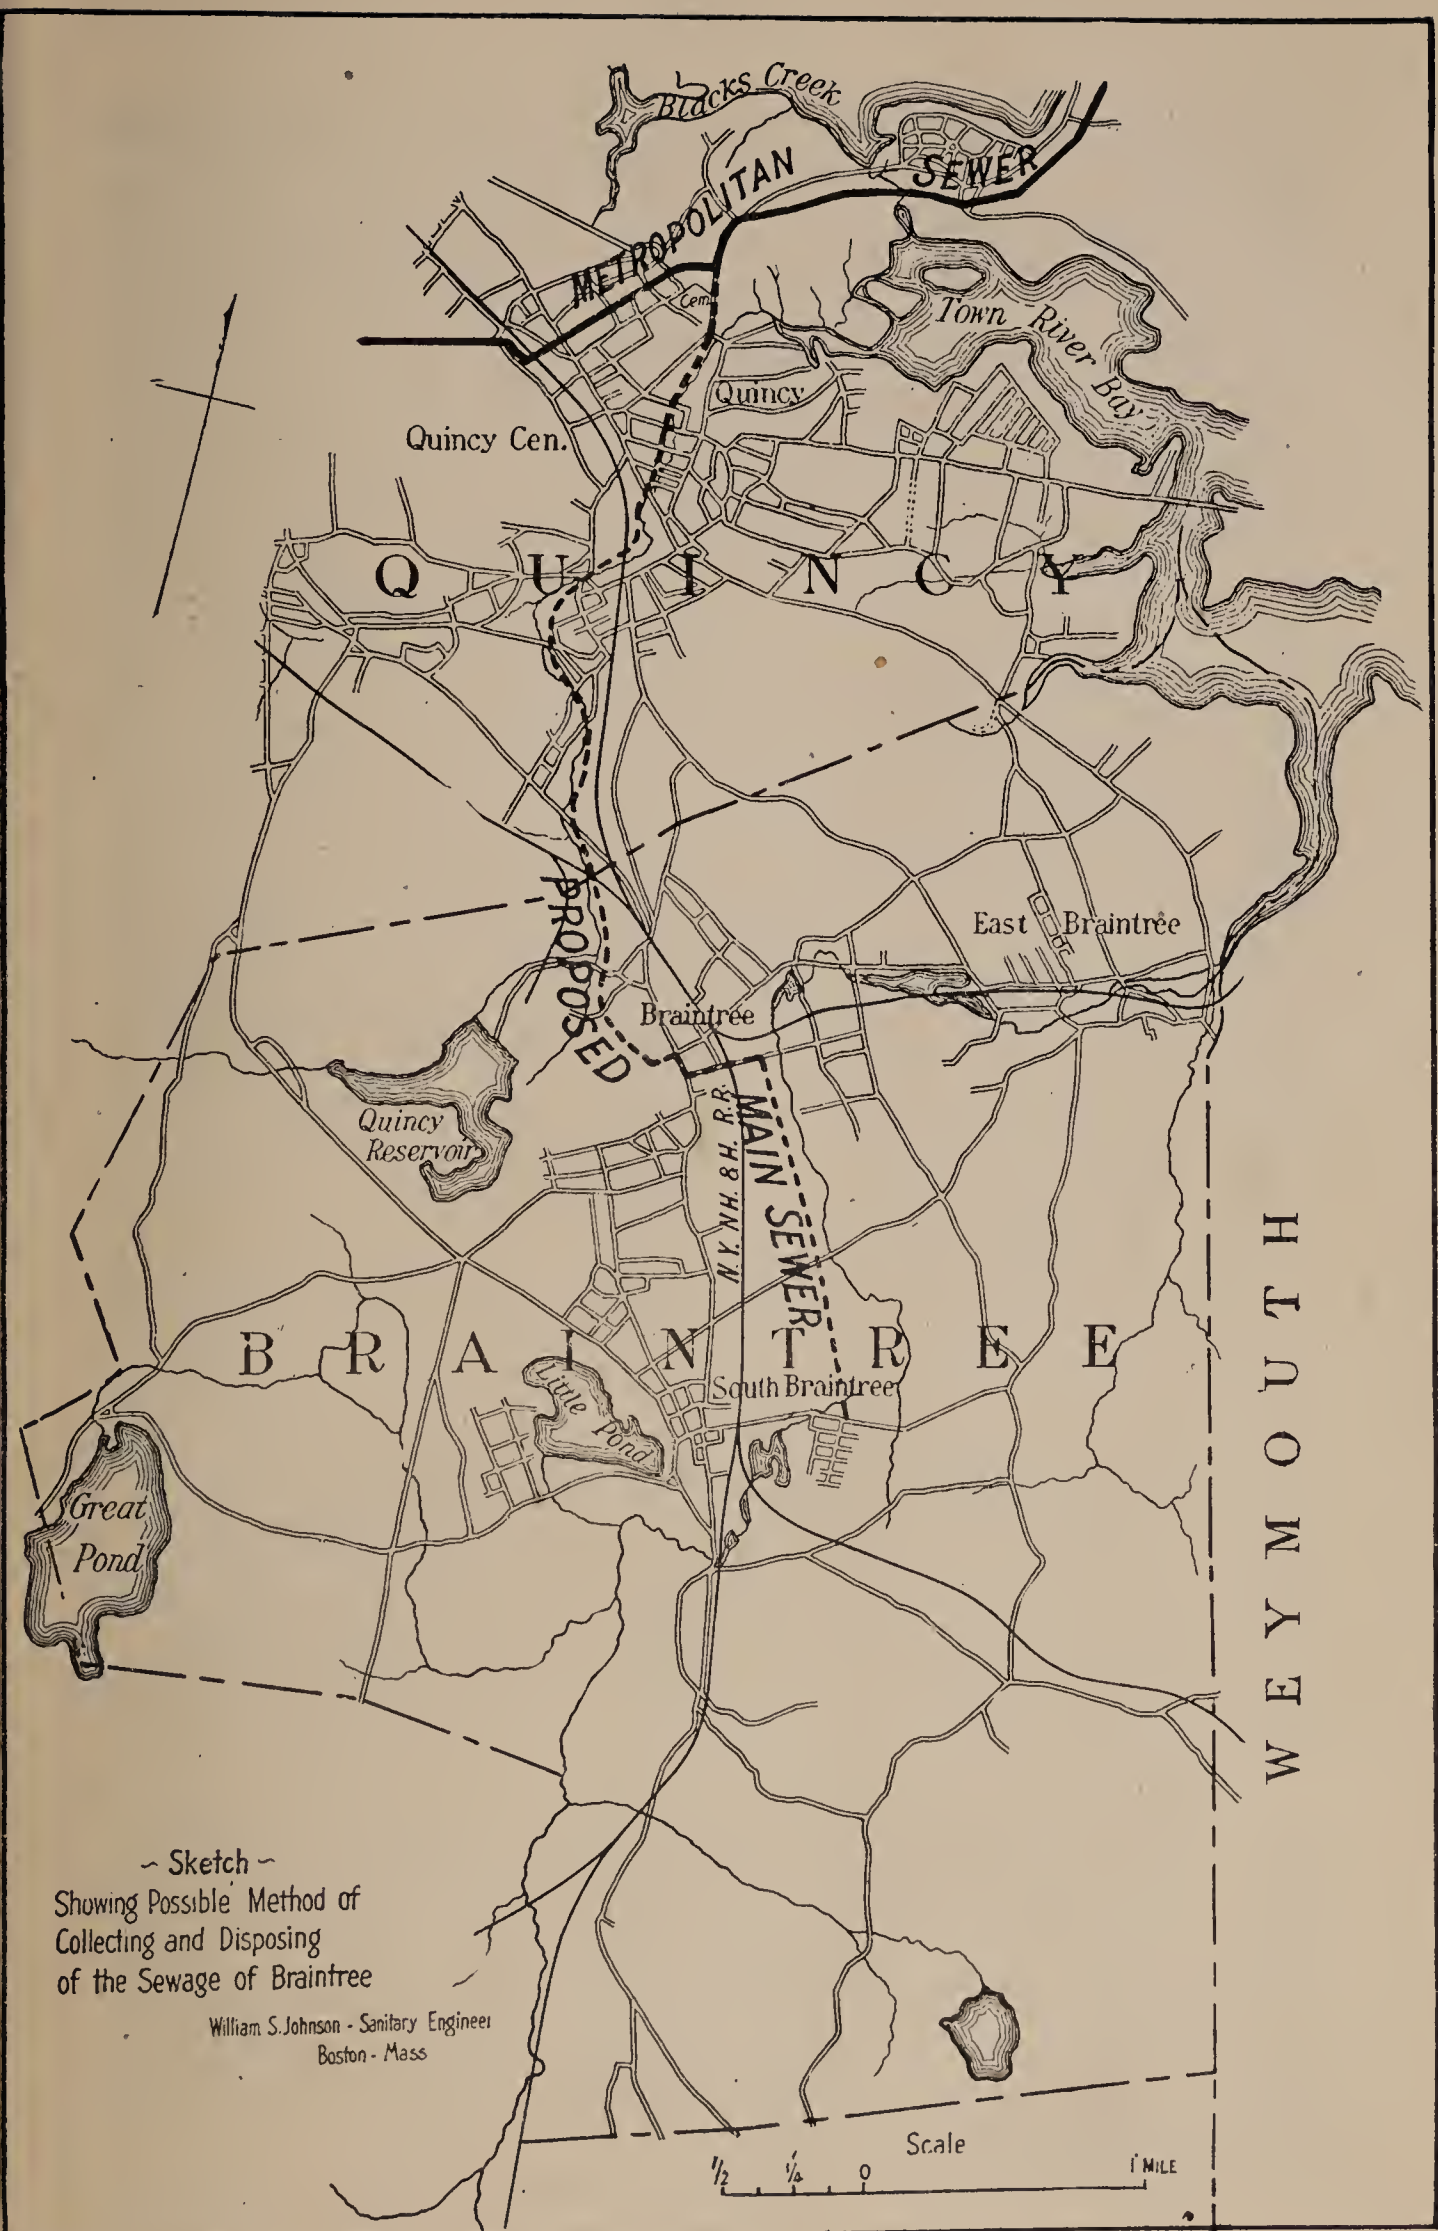 Blacks Creek
METROPOLITAN SEWER
Cem.
Town River Bay
Quincy
Quincy Cen.
QUINCY
PROPOSED MAIN SEWER
East Braintree
Braintree
Quincy
Reservoir
N.Y. NH. & H. R.R.
WEYMOUTH
BRAINTREE
South Braintree
Little Pond
Great
Pond
~ Sketch ~
Showing Possible Method of
Collecting and Disposing
of the Sewage of Braintree
William S. Johnson - Sanitary Engineer
Boston - Mass
Scale
1/2 1/4 0 1 MILE